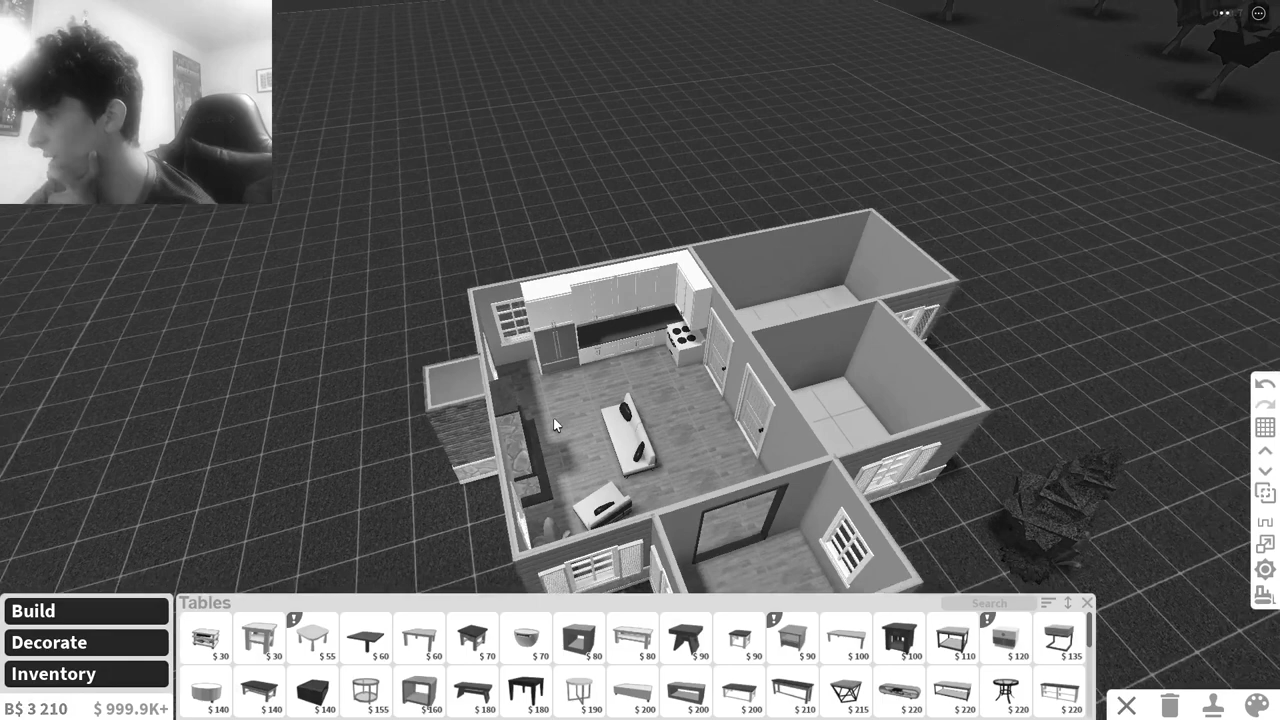 Tables
Search
Build
Decorate
Inventory
B$ 3 210 $ 999.9K+
$ 30 $ 30 $ 55 $ 60 $ 60 $ 70 $ 70 $ 80 $ 80 $ 90 $ 90 $ 90 $ 100 $ 100 $ 110 $ 120 $ 135
$ 140 $ 140 $ 140 $ 155 $ 160 $ 180 $ 180 $ 190 $ 200 $ 200 $ 200 $ 210 $ 215 $ 220 $ 220 $ 220 $ 220